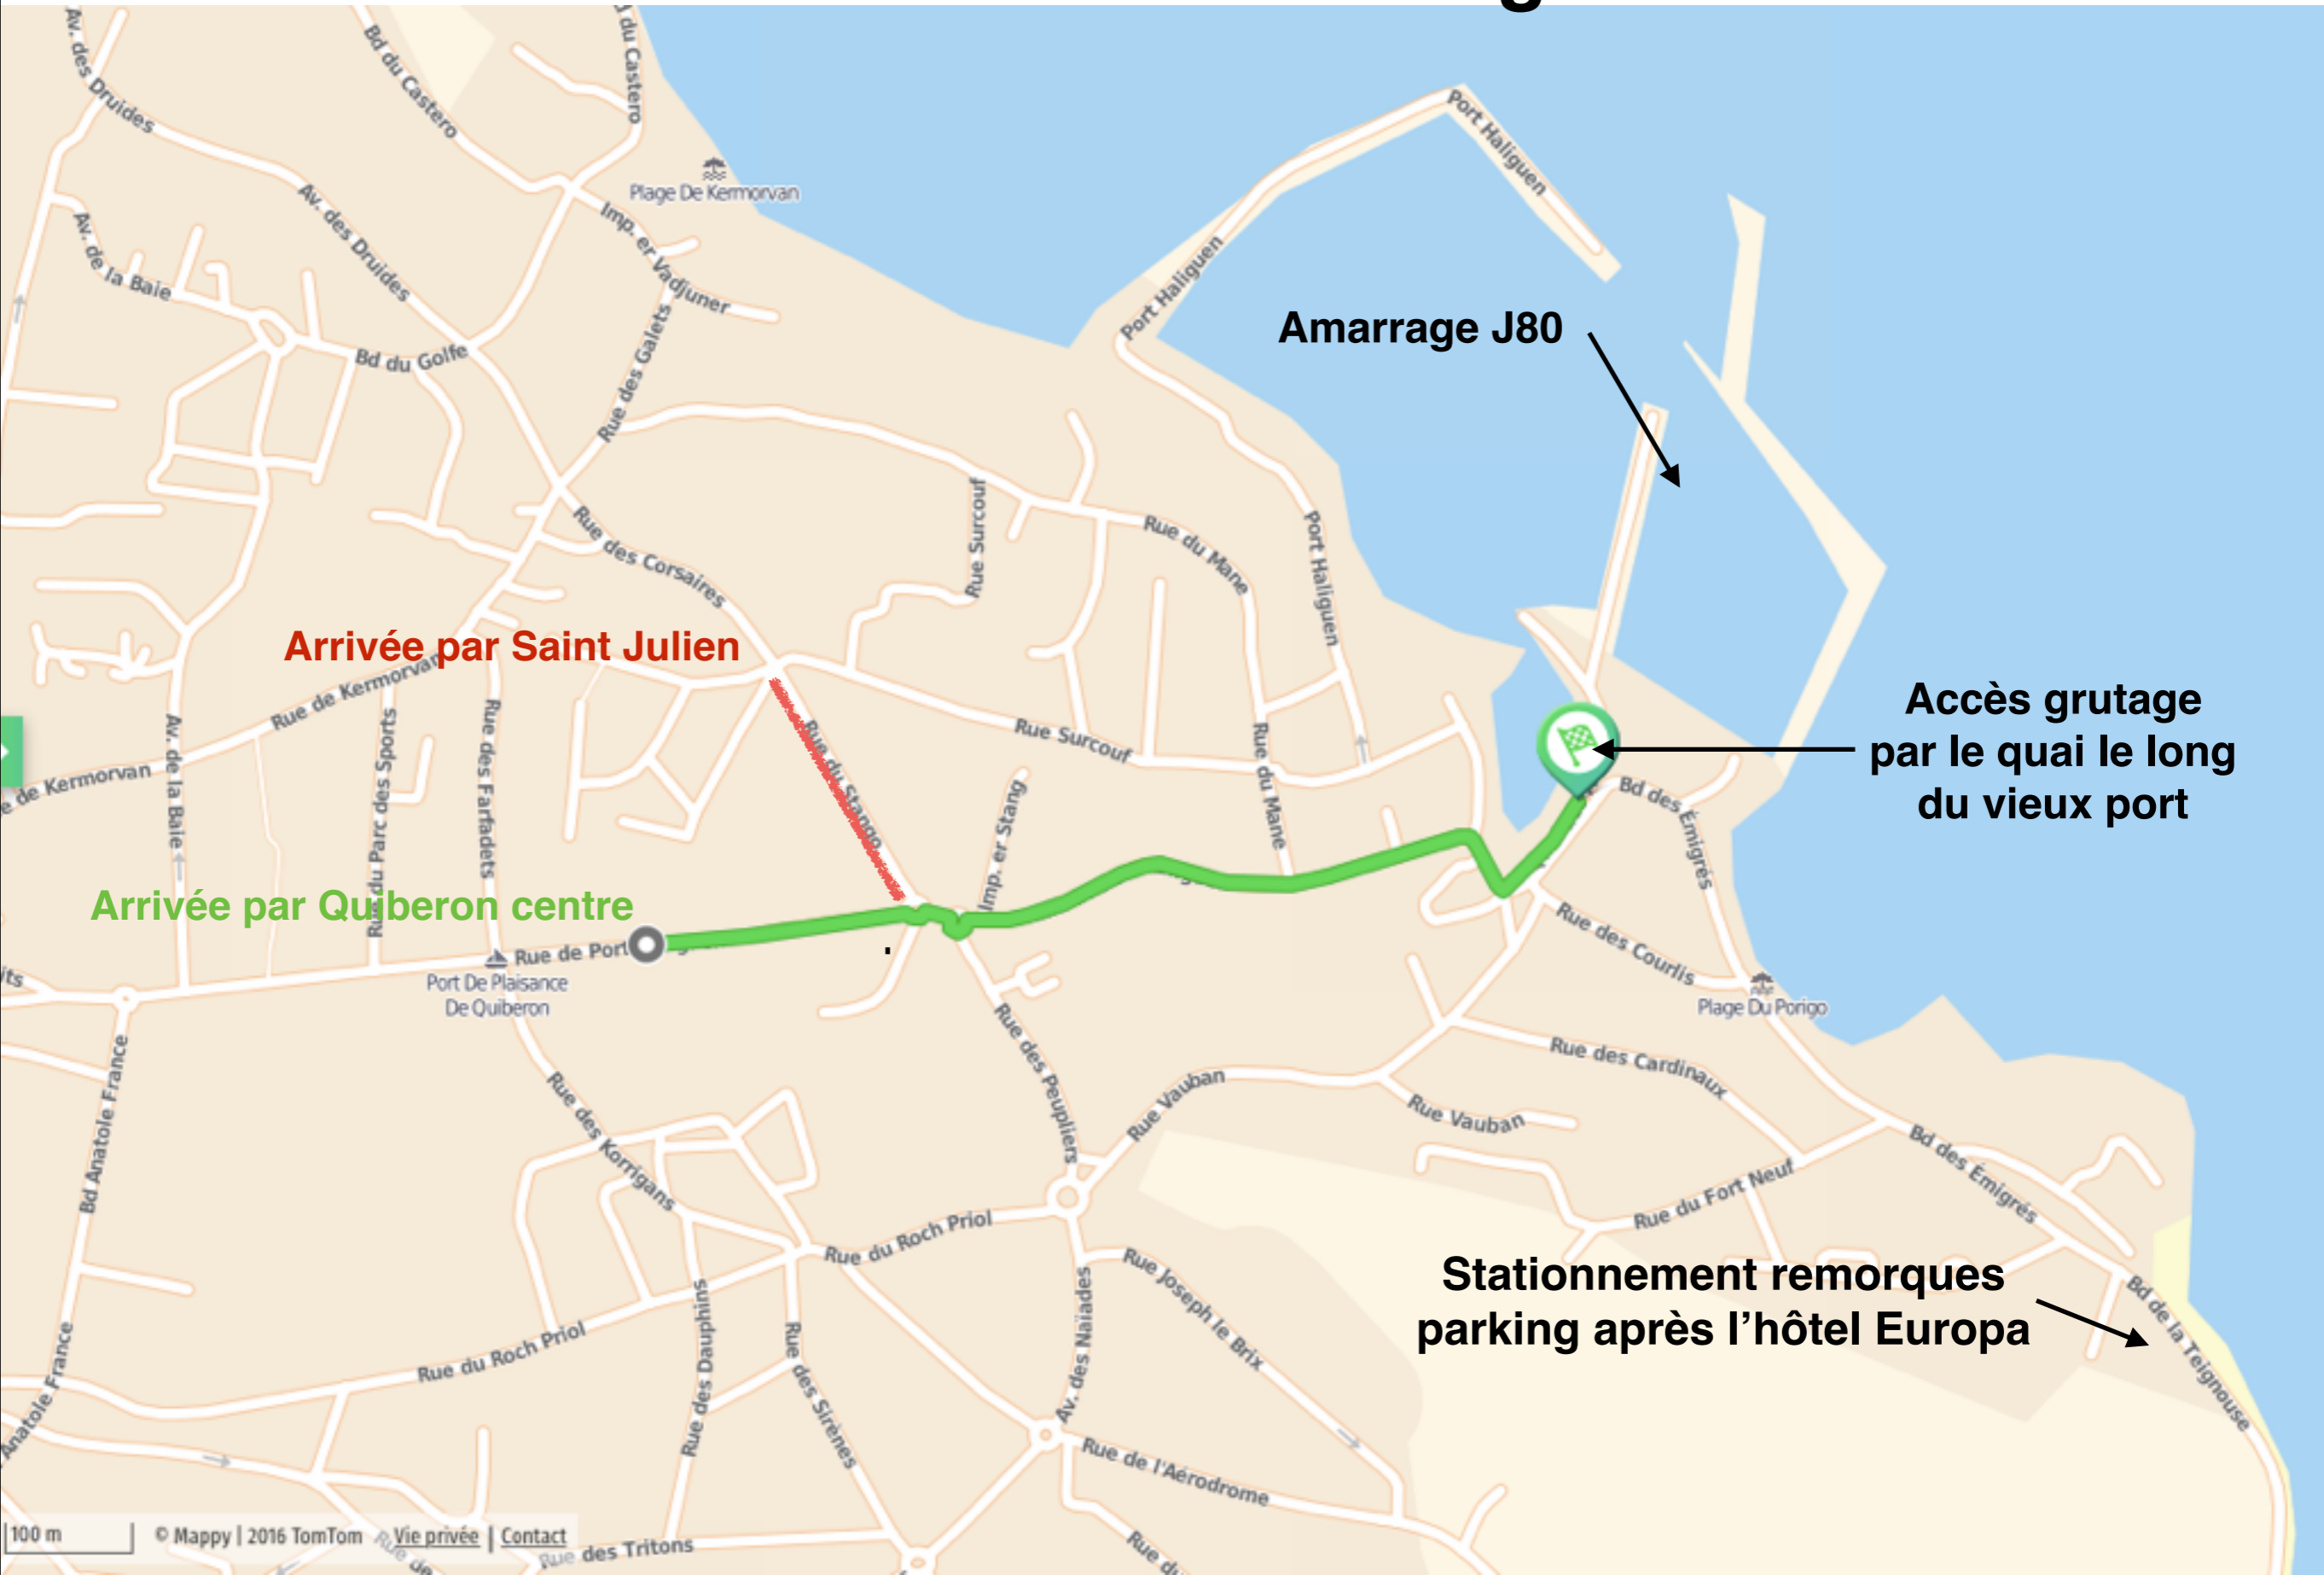 g
Av. des Druides
Bd du Castero
du Castero
Port Haliguen
Plage De Kermorvan
Av. des Druides
Imp. er Vadjuner
Av. de la Baie
Port Haliguen
Amarrage J80
Bd du Golfe
Rue des Galets
Rue Surcouf
Rue des Corsaires
Rue du Mane
Port Haliguen
Arrivée par Saint Julien
Rue de Kermorvan
Accès grutage
par le quai le long
du vieux port
Rue du Parc des Sports
Rue des Farfadets
Av. de la Baie
Rue du Stango
Rue Surcouf
Rue du Mane
e de Kermorvan
Imp. er Stang
Bd des Émigrés
Arrivée par Quiberon centre
Rue de Port
Port De Plaisance
De Quiberon
its
Rue des Courlis
Plage Du Porigo
Rue des Peupliers
Bd Anatole France
Rue des Korrigans
Rue Vauban
Rue Vauban
Rue des Cardinaux
Bd des Émigrés
Rue du Fort Neuf
Rue du Roch Priol
Rue Joseph le Brix
Stationnement remorques
parking après l’hôtel Europa
Bd de la Teignouse
Av. des Naïades
Rue des Dauphins
Rue des Sirènes
Rue du Roch Priol
Anatole France
Rue de l'Aérodrome
100 m
© Mappy | 2016 TomTom
Vie privée | Contact
Rue de
Rue des Tritons
Rue du